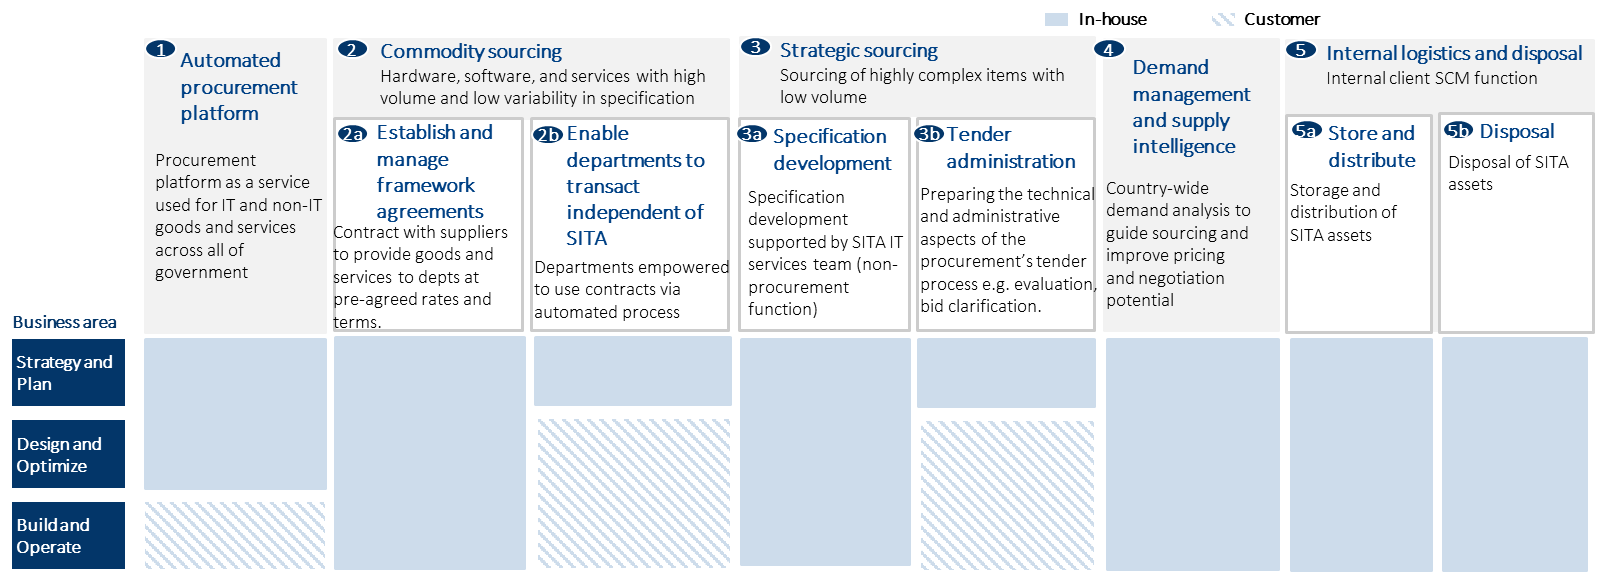 In-house
Customer
1
Automated
procurement
platform
Procurement
platform as a service
used for IT and non-IT
goods and services
across all of
government
2
Commodity sourcing
Hardware, software, and services with high
volume and low variability in specification
2a
Establish and
manage
framework
agreements
Contract with suppliers
to provide goods and
services to depts at
pre-agreed rates and
terms.
2b
Enable
departments to
transact
independent of
SITA
Departments empowered
to use contracts via
automated process
3
Strategic sourcing
Sourcing of highly complex items with
low volume
3a
Specification
development
Specification
development
supported by SITA IT
services team (non-
procurement
function)
3b
Tender
administration
Preparing the technical
and administrative
aspects of the
procurement's tender
process e.g. evaluation,
bid clarification.
4
Demand
management
and supply
intelligence
Country-wide
demand analysis to
guide sourcing and
improve pricing
and negotiation
potential
5
Internal logistics and disposal
Internal client SCM function
5a
Store and
distribute
Storage and
distribution of
SITA assets
5b
Disposal
Disposal of SITA
assets
Business area
Strategy and
Plan
Design and
Optimize
Build and
Operate